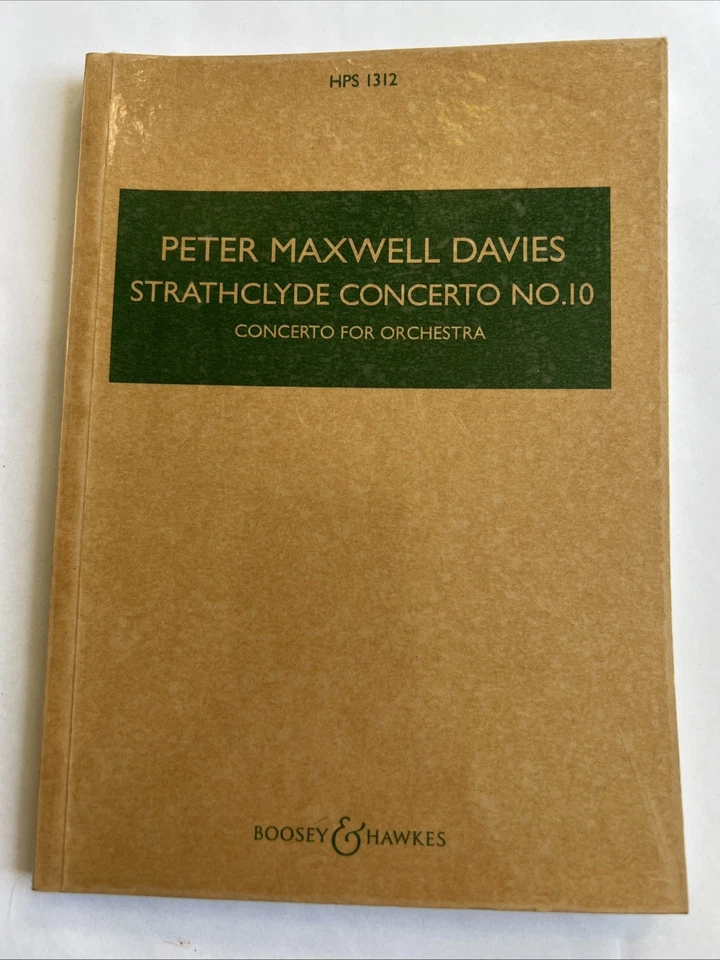 HPS 1312
PETER MAXWELL DAVIES
STRATHCLYDE CONCERTO NO.10
CONCERTO FOR ORCHESTRA
BOOSEY & HAWKES